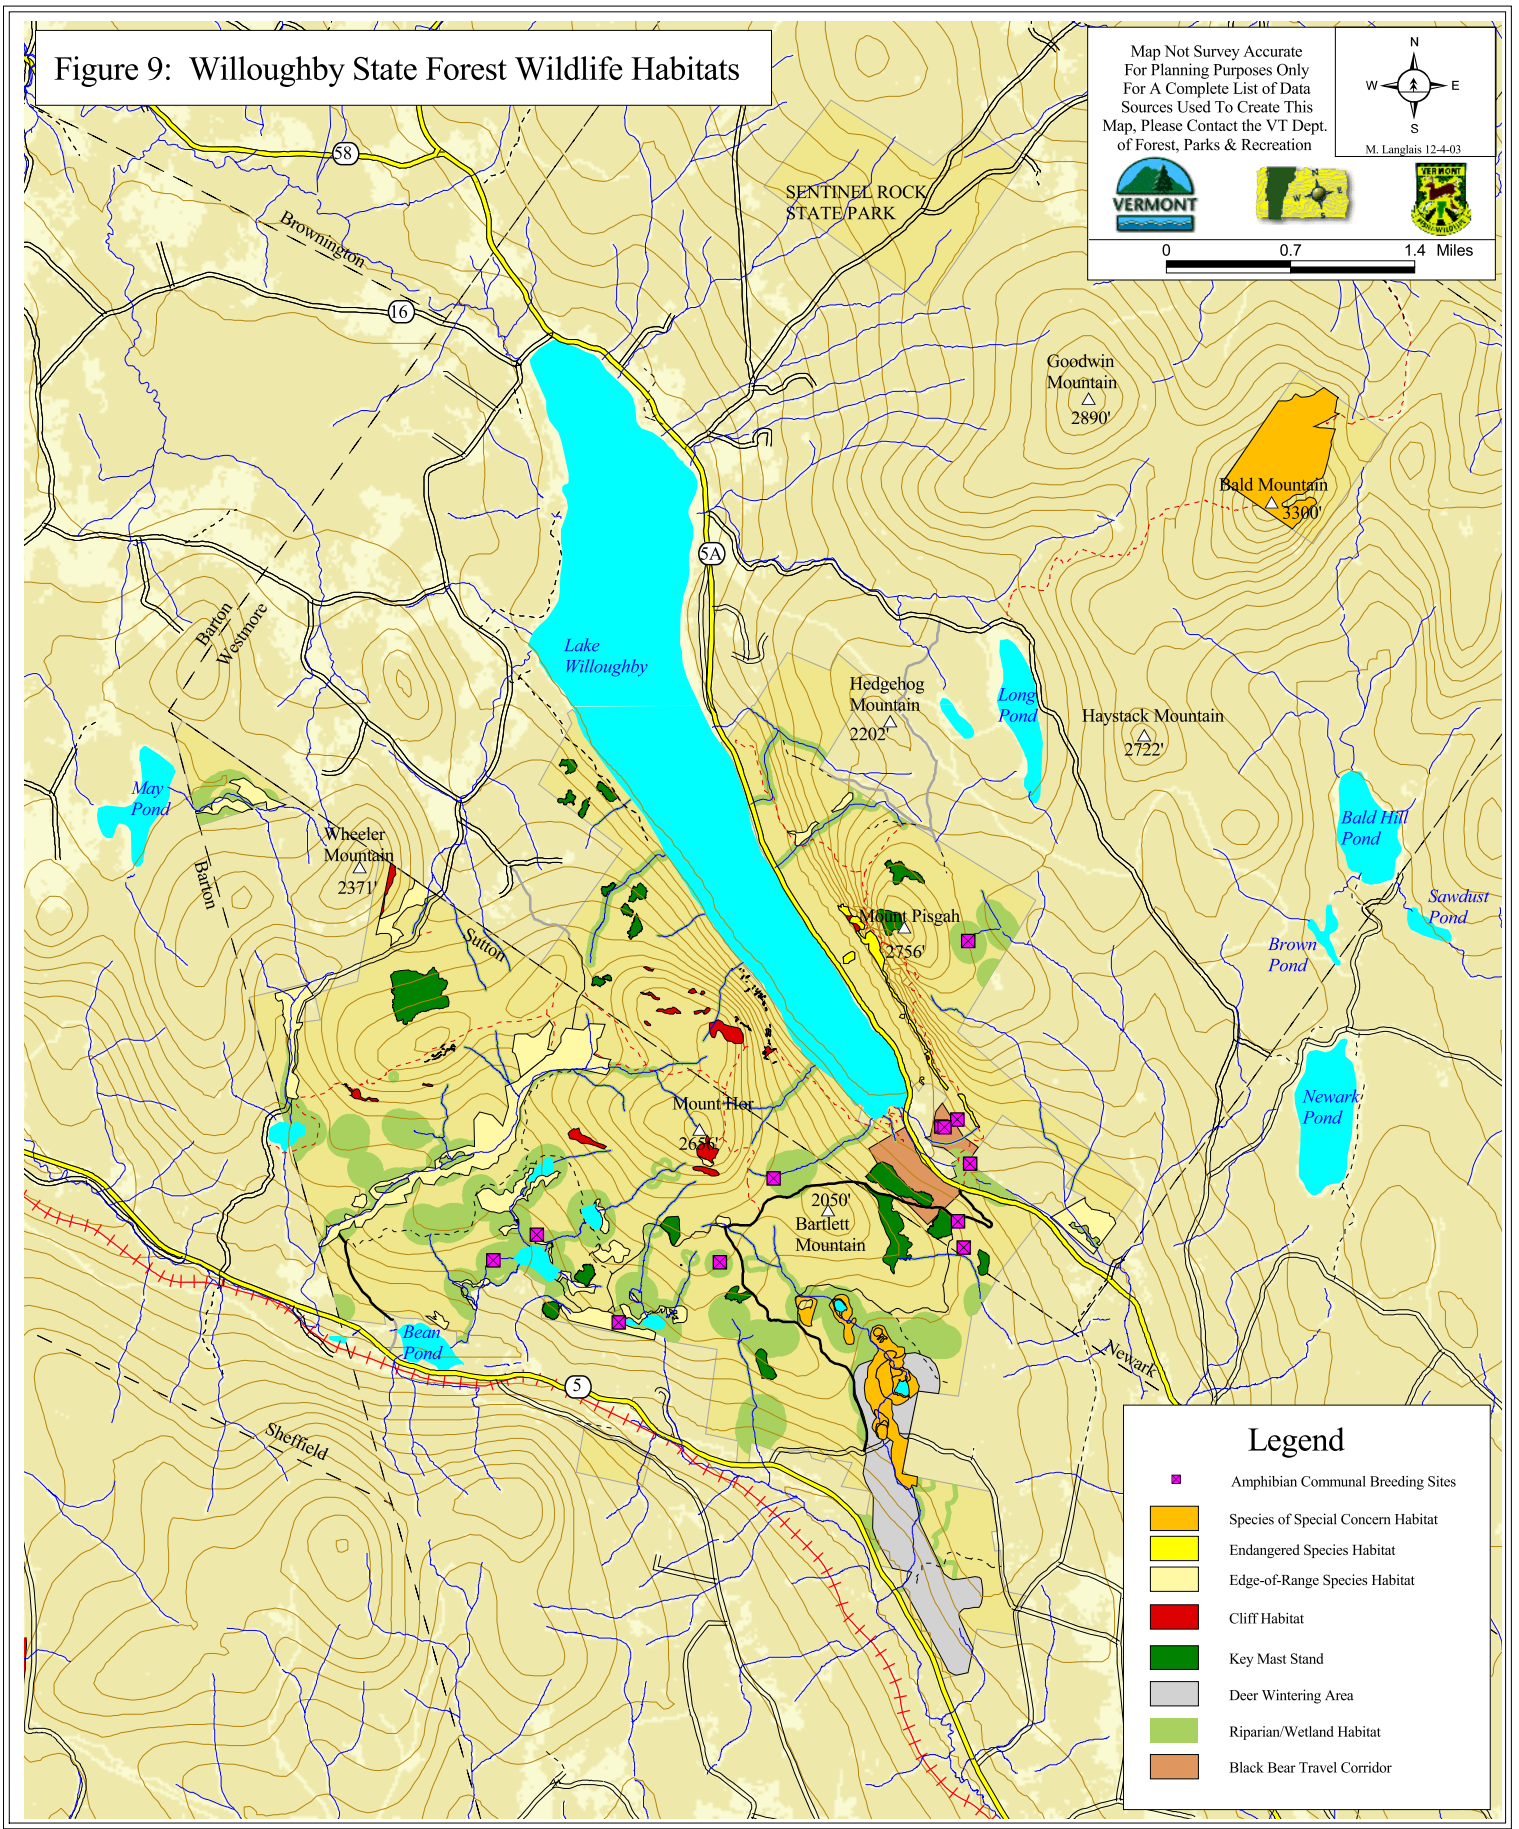 Figure 9:  Willoughby State Forest Wildlife Habitats
Map Not Survey Accurate
For Planning Purposes Only
For A Complete List of Data
Sources Used To Create This
Map, Please Contact the VT Dept.
of Forest, Parks & Recreation
N
W
E
S
M. Langlais 12-4-03
VERMONT
N
W
E
S
VERMONT
0
0.7
1.4
Miles
58
Brownington
16
SENTINEL ROCK
STATE PARK
Goodwin
Mountain
2890'
Bald Mountain
3300'
5A
Barton
Westmore
Lake
Willoughby
Hedgehog
Mountain
2202'
Long
Pond
Haystack Mountain
2722'
May
Pond
Wheeler
Mountain
2371'
Barton
Bald Hill
Pond
Sawdust
Pond
Brown
Pond
Mount Pisgah
2756'
Sutton
Newark
Pond
Mount Hor
2656'
2050'
Bartlett
Mountain
Bean
Pond
Newark
5
Sheffield
Legend
Amphibian Communal Breeding Sites
Species of Special Concern Habitat
Endangered Species Habitat
Edge-of-Range Species Habitat
Cliff Habitat
Key Mast Stand
Deer Wintering Area
Riparian/Wetland Habitat
Black Bear Travel Corridor